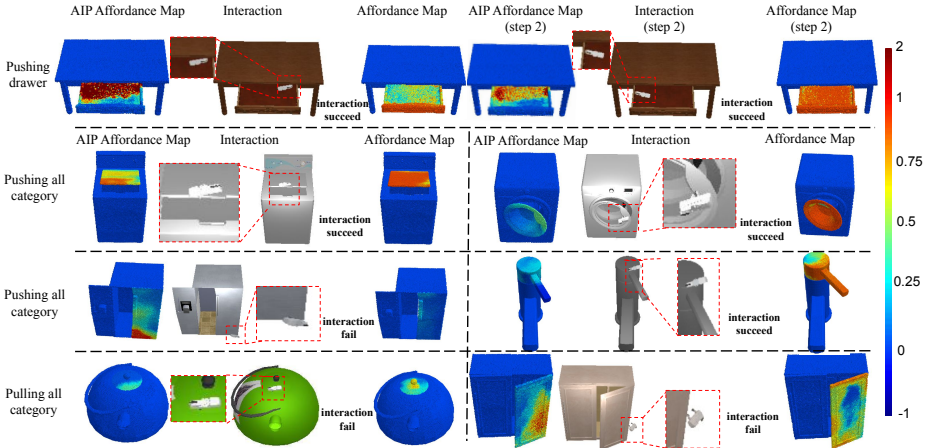 AIP Affordance Map Interaction Affordance Map AIP Affordance Map (step 2) Interaction (step 2) Affordance Map (step 2)
Pushing drawer
interaction succeed
interaction succeed
AIP Affordance Map Interaction Affordance Map AIP Affordance Map Interaction Affordance Map
Pushing all category
interaction succeed
interaction succeed
Pushing all category
interaction fail
interaction succeed
Pulling all category
interaction fail
interaction fail
2
1
0.75
0.5
0.25
0
-1